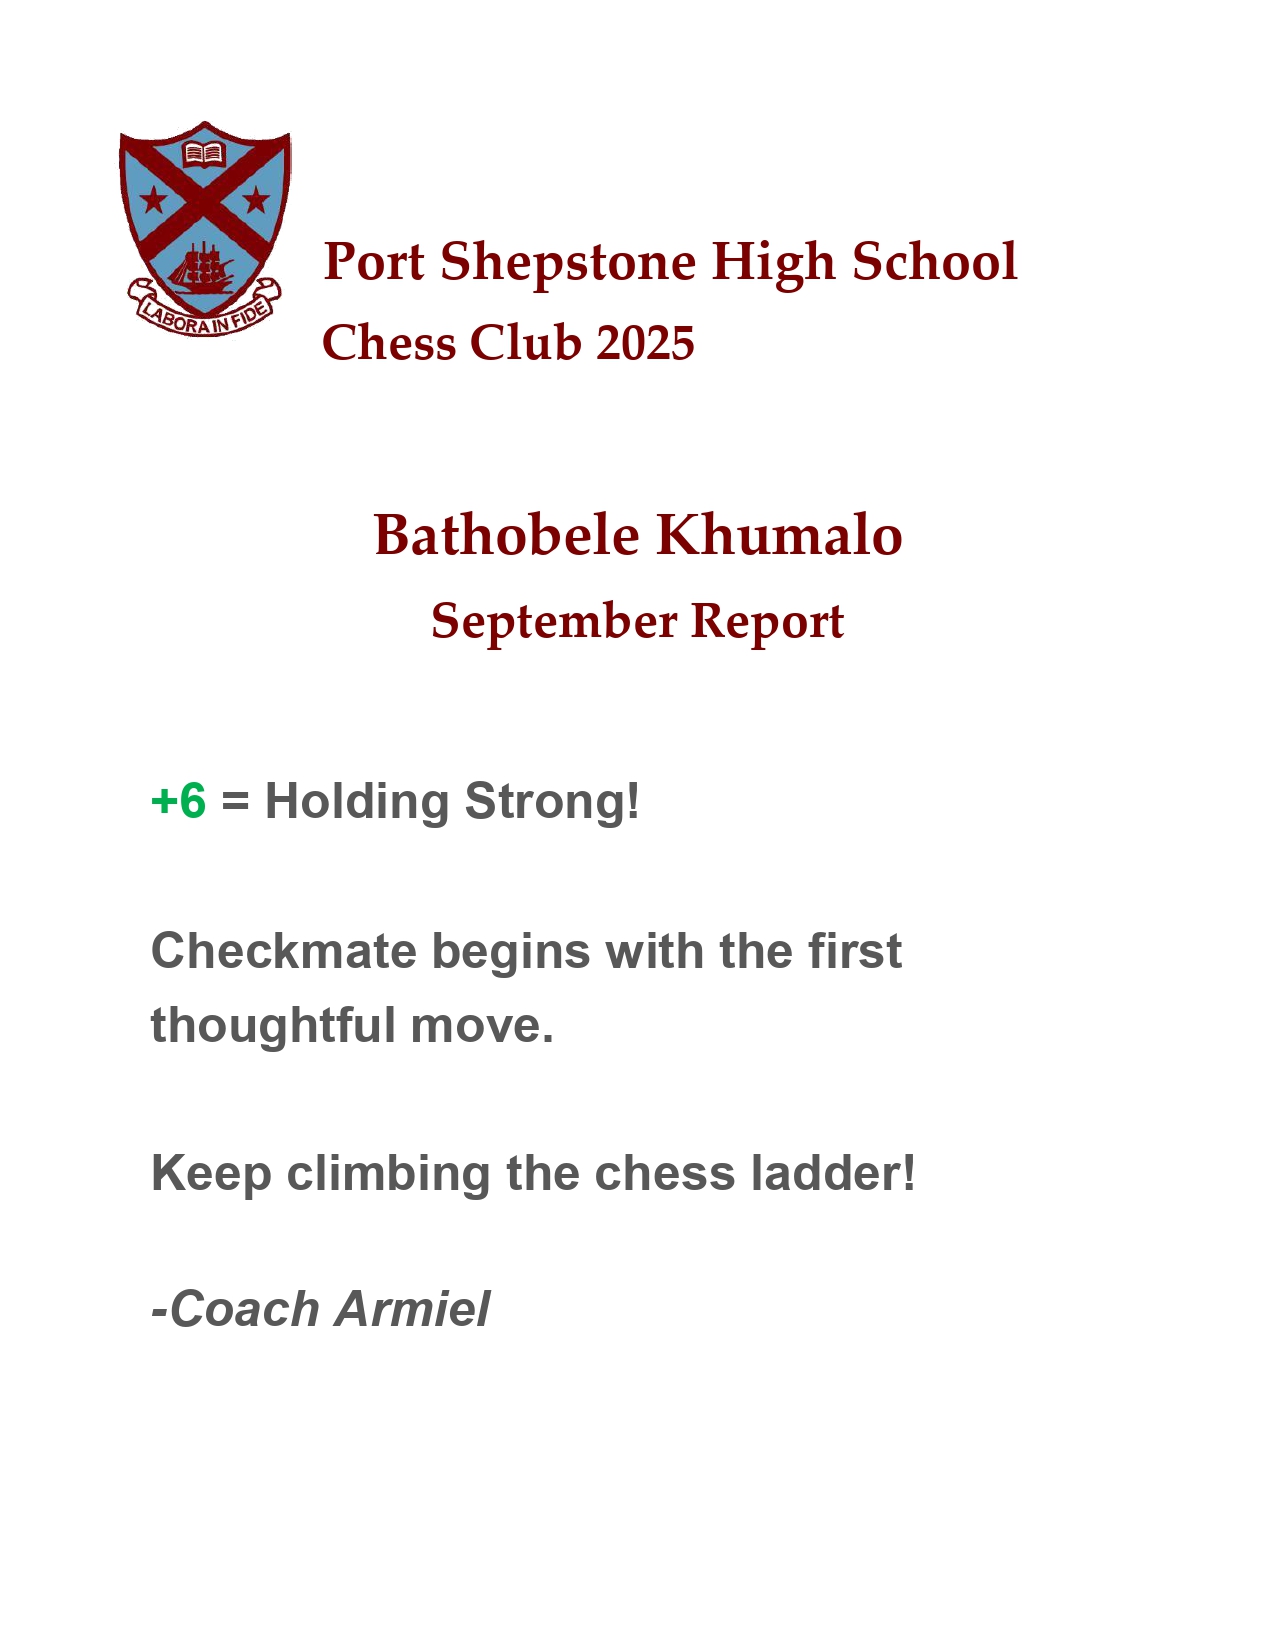 LABORA IN FIDE
Port Shepstone High School
Chess Club 2025
Bathobele Khumalo
September Report
+6 = Holding Strong!
Checkmate begins with the first
thoughtful move.
Keep climbing the chess ladder!
-Coach Armiel